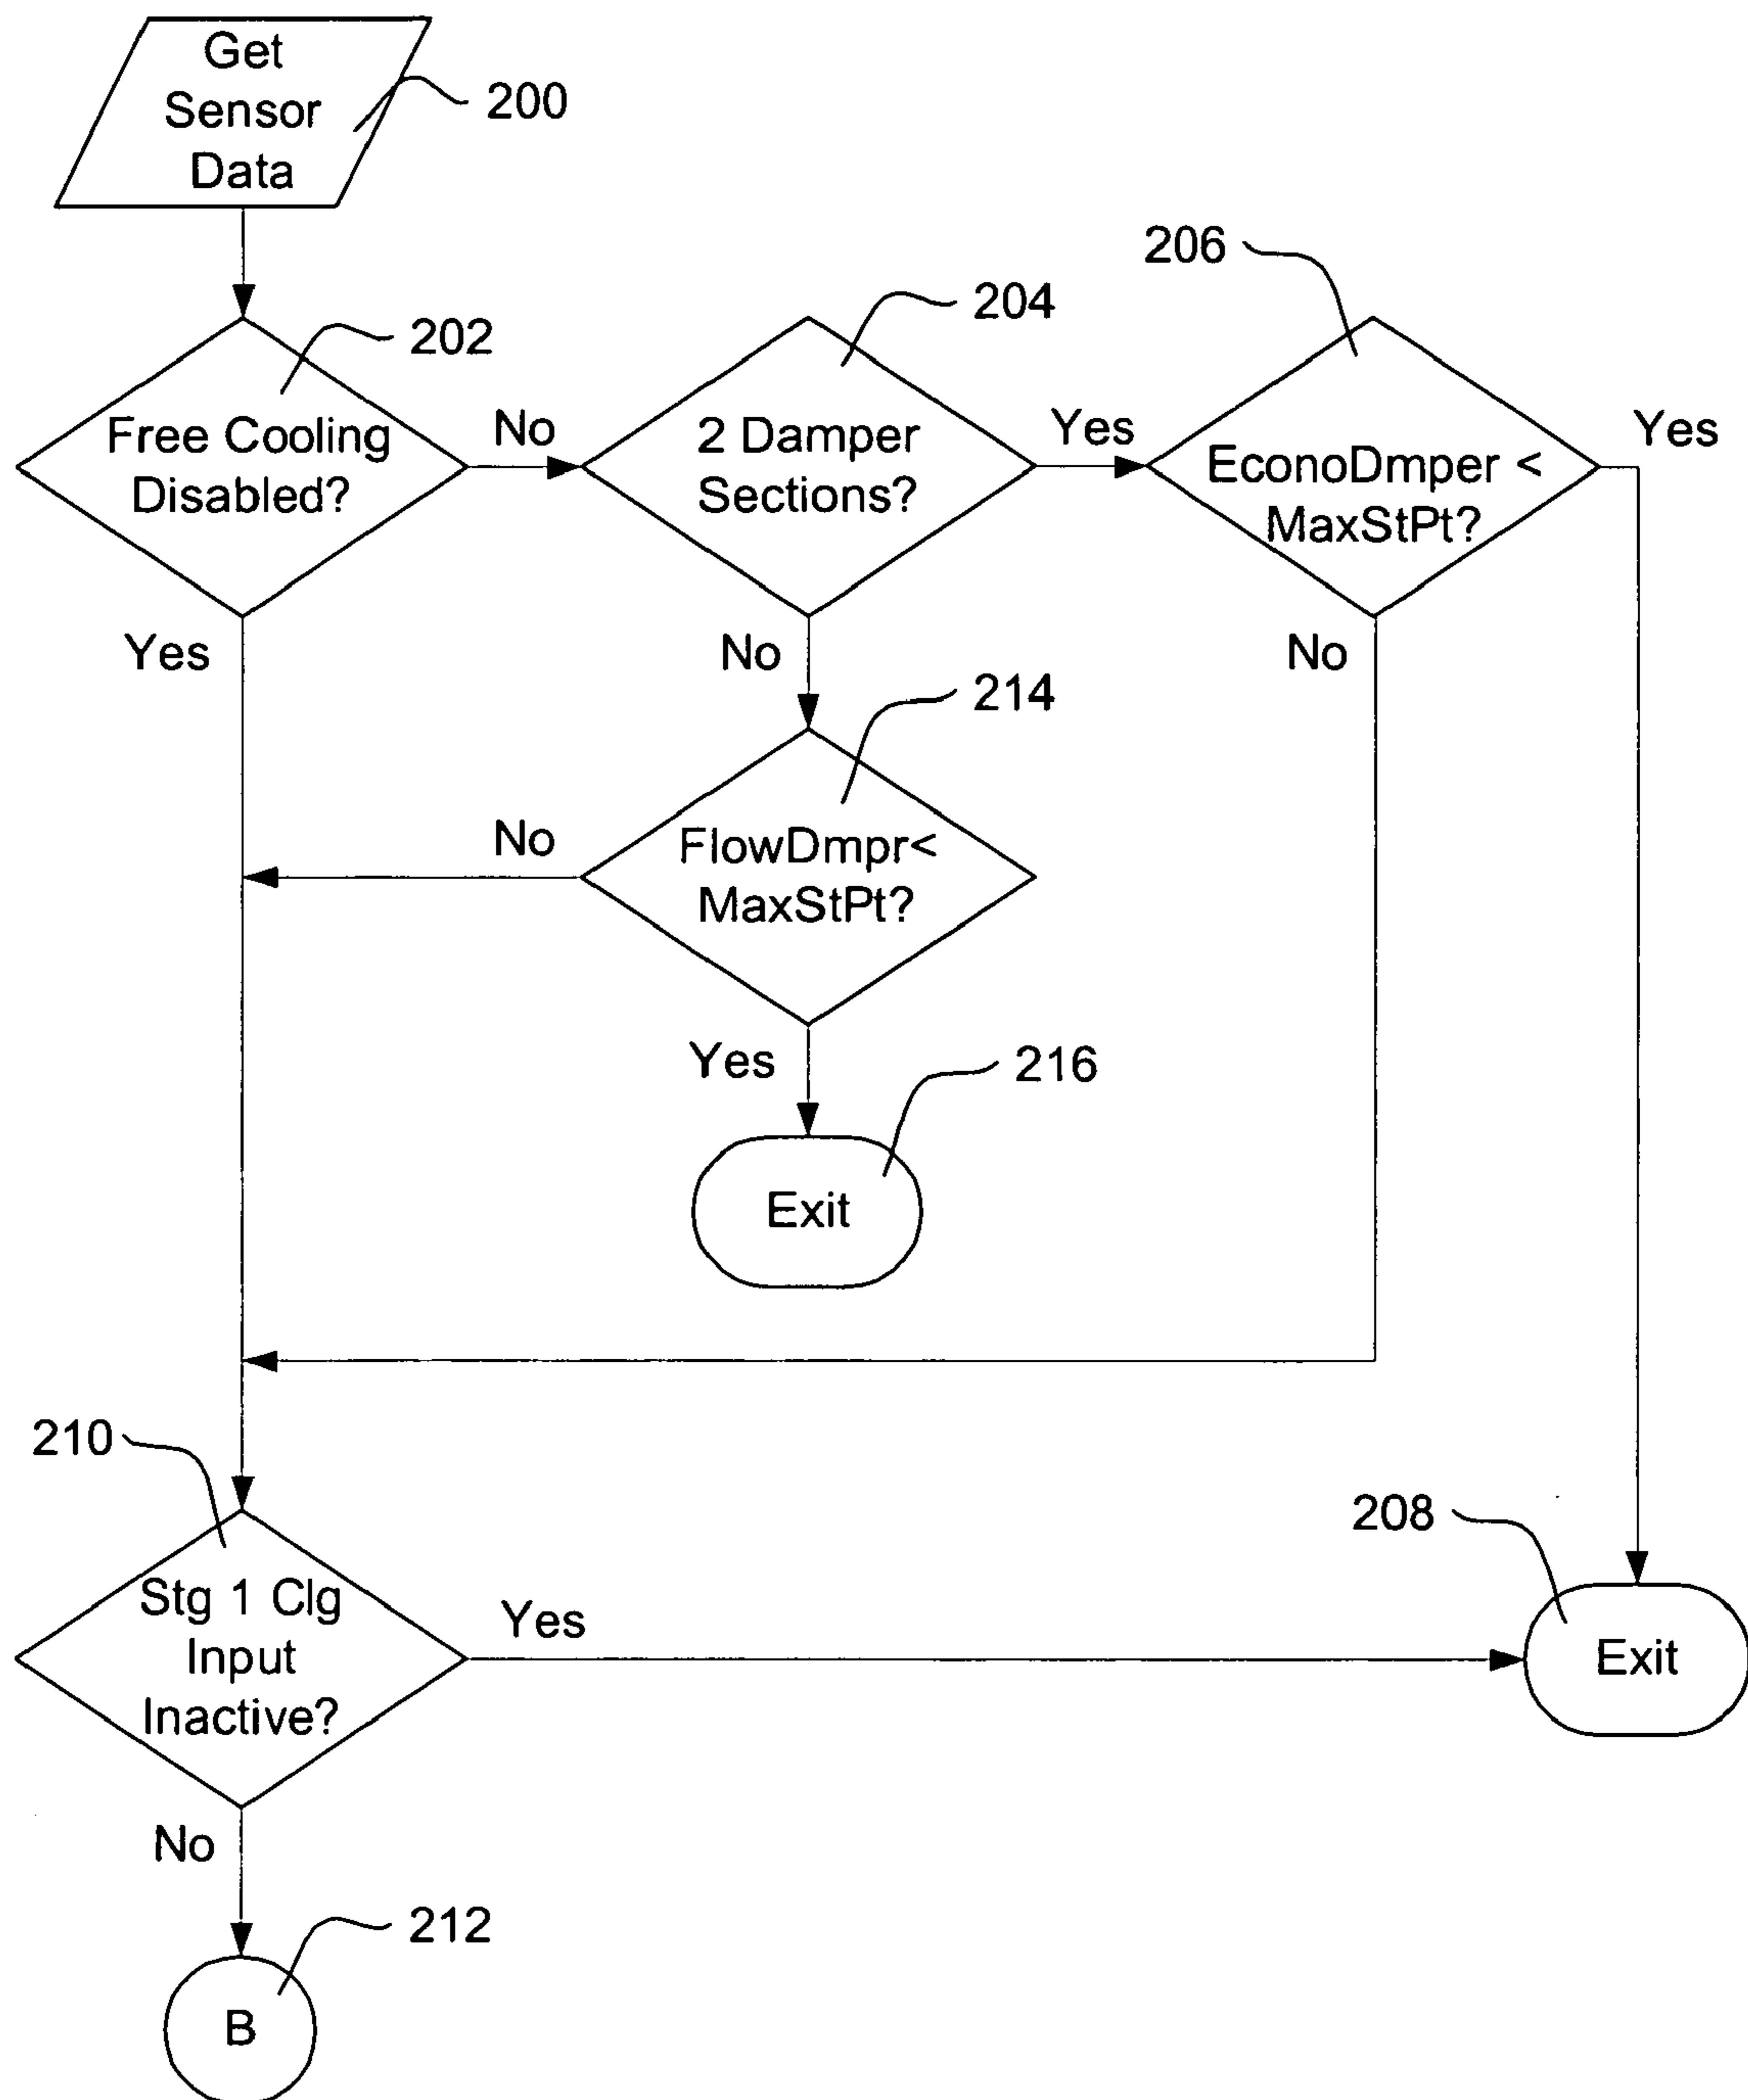 Get
Sensor
Data
200
202
Free Cooling
Disabled?
No
Yes
204
2 Damper
Sections?
Yes
No
206
EconoDmper <
MaxStPt?
Yes
No
214
FlowDmpr<
MaxStPt?
No
Yes
216
Exit
210
Stg 1 Clg
Input
Inactive?
Yes
No
208
Exit
212
B